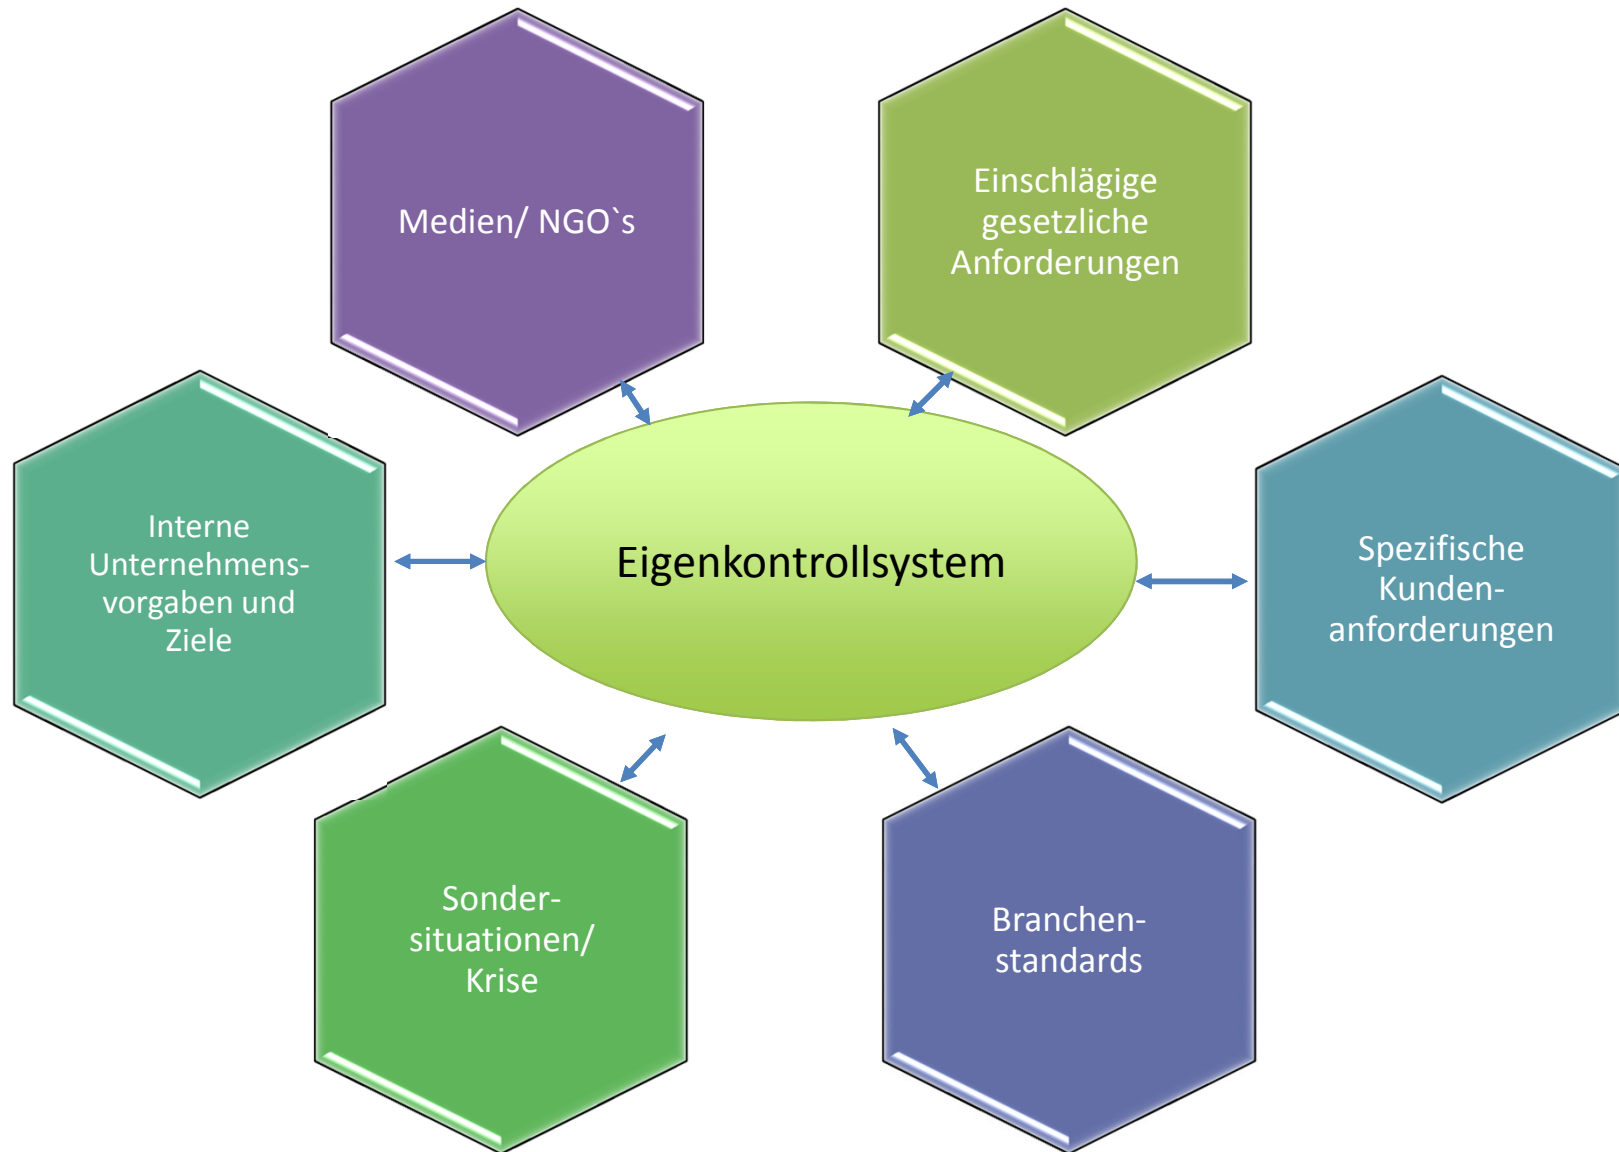 Medien/ NGO`s
Einschlägige
gesetzliche
Anforderungen
Interne
Unternehmens-
vorgaben und
Ziele
Eigenkontrollsystem
Spezifische
Kunden-
anforderungen
Sonder-
situationen/
Krise
Branchen-
standards